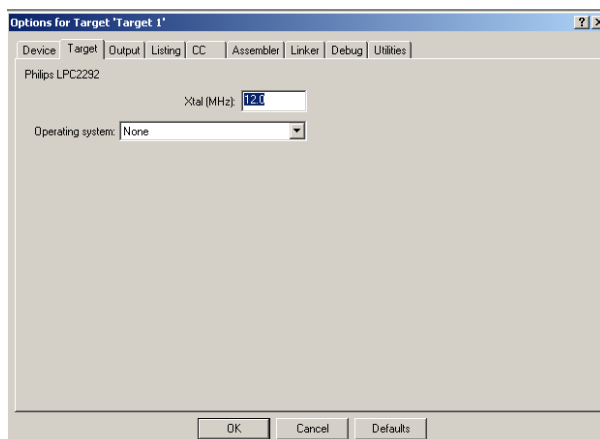 Options for Target 'Target 1'
Device Target Output Listing CC Assembler Linker Debug Utilities
Philips LPC2292
Xtal (MHz): 12.0
Operating system: None
OK Cancel Defaults